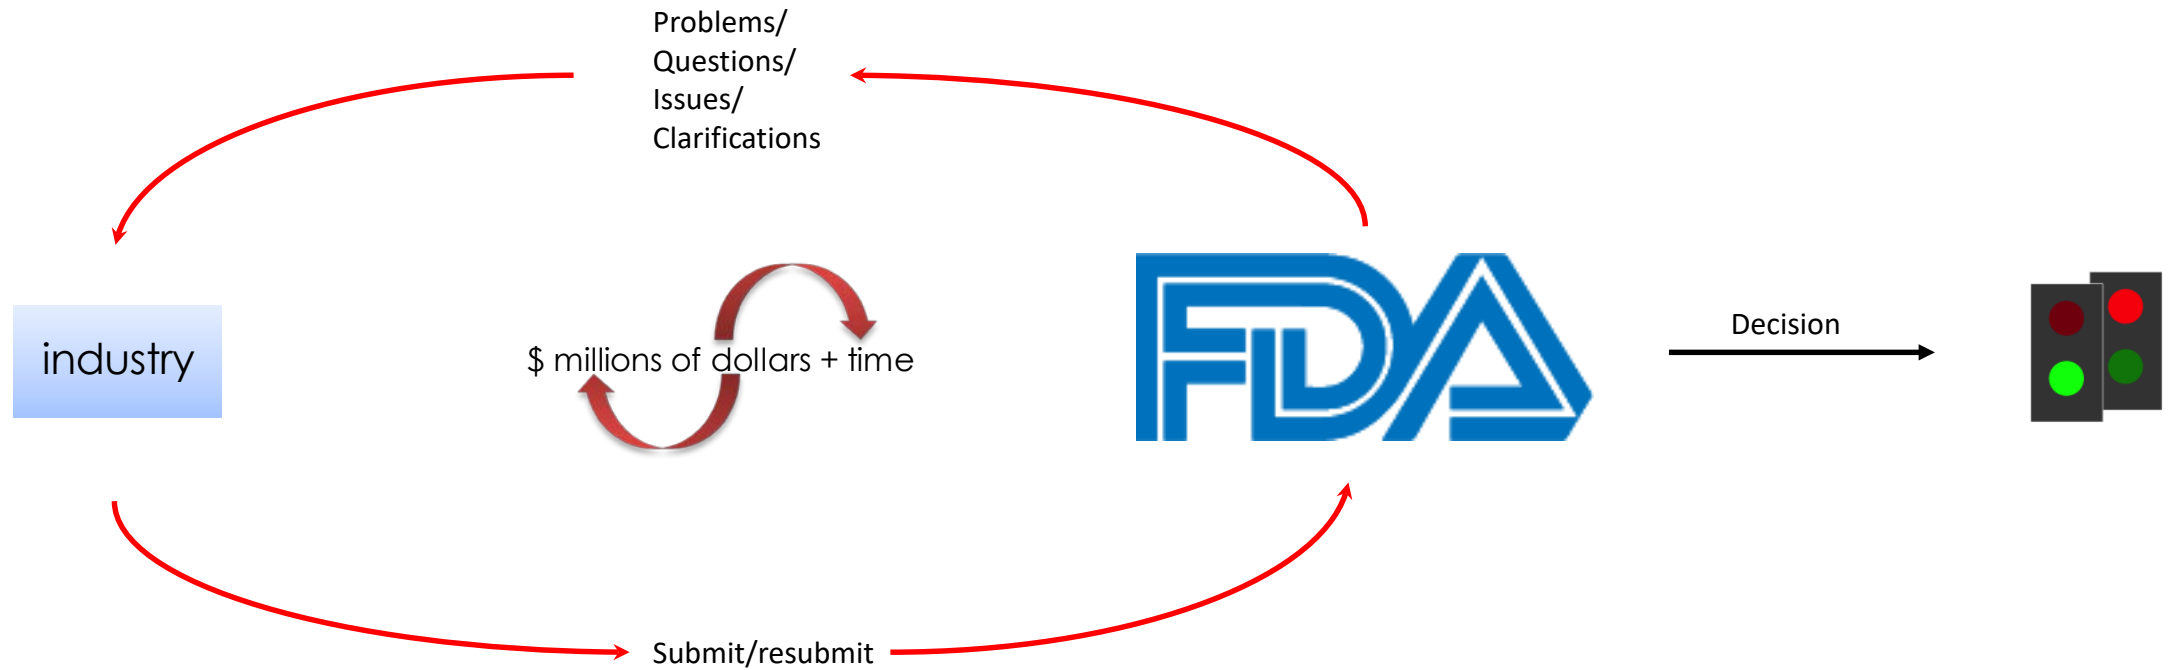 Problems/
Questions/
Issues/
Clarifications
industry
$ millions of dollars + time
FDA
Decision
Submit/resubmit